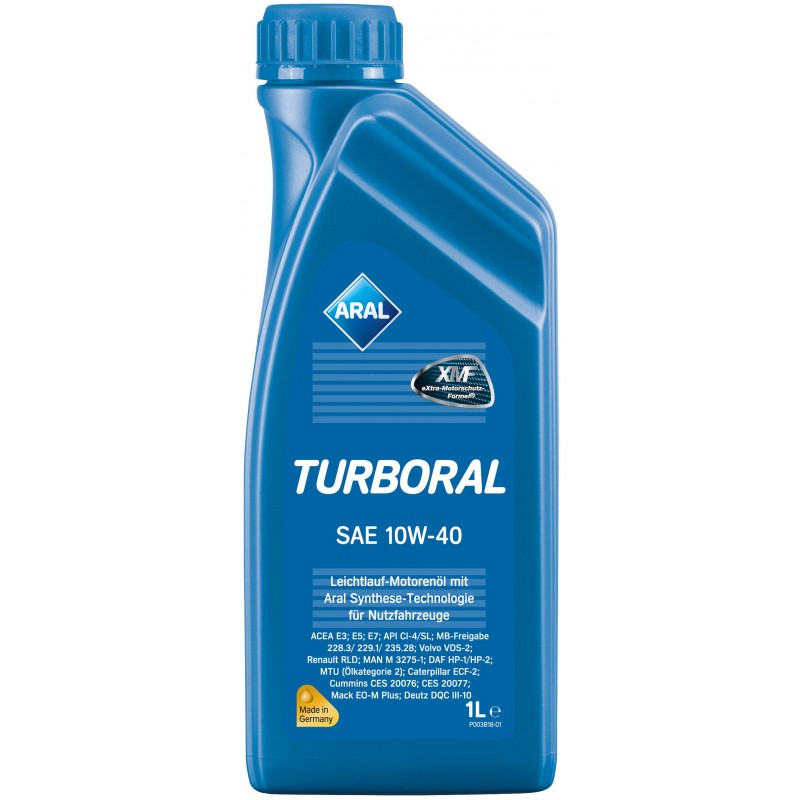 ARAL
XMF
eXtra-Motorschutz-
Formel®
TURBORAL
SAE 10W-40
Leichtlauf-Motorenöl mit
Aral Synthese-Technologie
für Nutzfahrzeuge
ACEA E3; E5; E7; API CI-4/SL; MB-Freigabe
228.3/ 229.1/ 235.28; Volvo VDS-2;
Renault RLD; MAN M 3275-1; DAF HP-1/HP-2;
MTU (Ölkategorie 2); Caterpillar ECF-2;
Cummins CES 20076; CES 20077;
Mack EO-M Plus; Deutz DQC III-10
Made in
Germany
1L ℮
P003B18-01